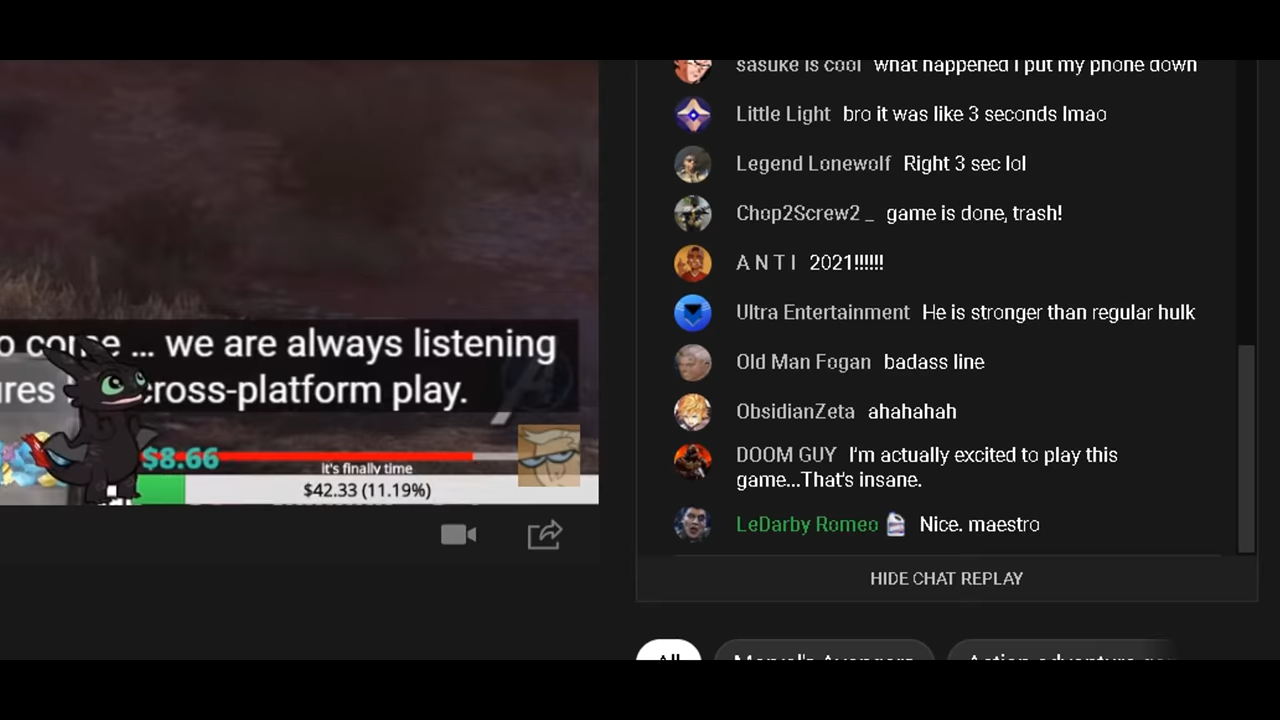 o come ... we are always listening
ures cross-platform play.
$8.66
it's finally time
$42.33 (11.19%)
sasuke is cool what happened i put my phone down
Little Light bro it was like 3 seconds lmao
Legend Lonewolf Right 3 sec lol
Chop2Screw2 _ game is done, trash!
A N T I 2021!!!!!!
Ultra Entertainment He is stronger than regular hulk
Old Man Fogan badass line
ObsidianZeta ahahahah
DOOM GUY I'm actually excited to play this
game...That's insane.
LeDarby Romeo Nice. maestro
HIDE CHAT REPLAY
All Marvel's Avengers Action-adventure